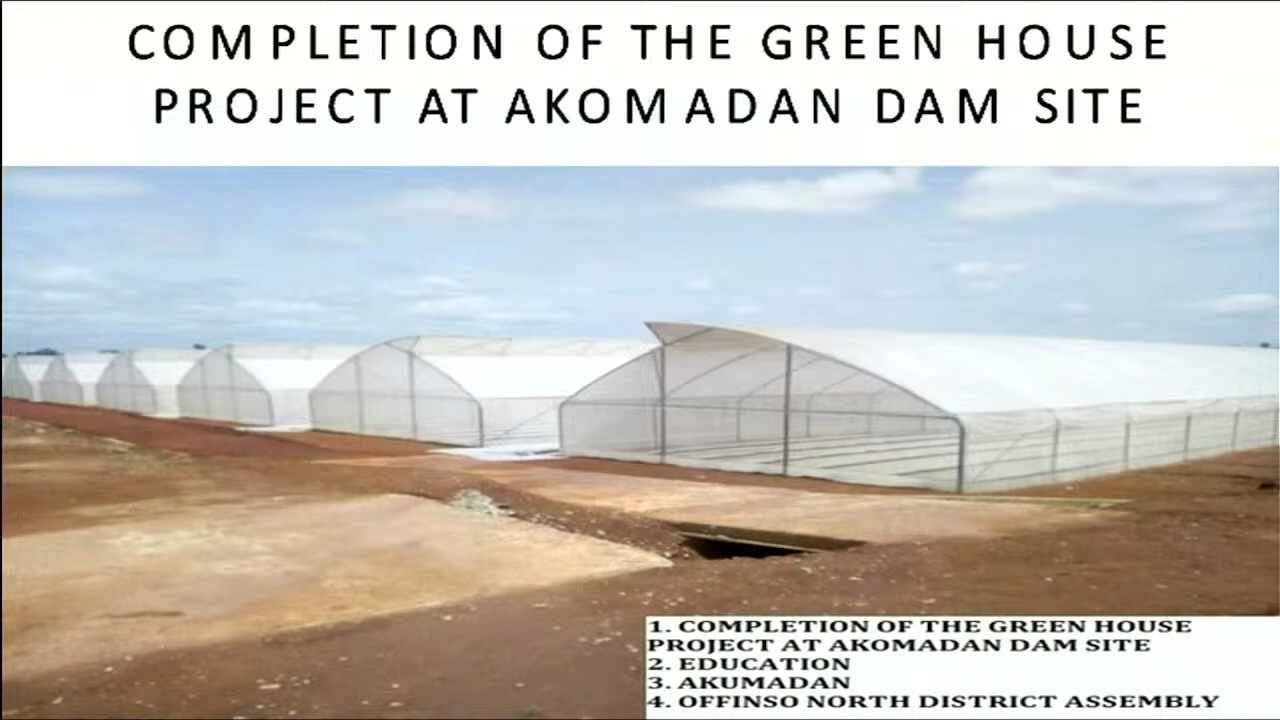 COMPLETION OF THE GREEN HOUSE
PROJECT AT AKOMADAN DAM SITE
1. COMPLETION OF THE GREEN HOUSE
PROJECT AT AKOMADAN DAM SITE
2. EDUCATION
3. AKUMADAN
4. OFFINSO NORTH DISTRICT ASSEMBLY